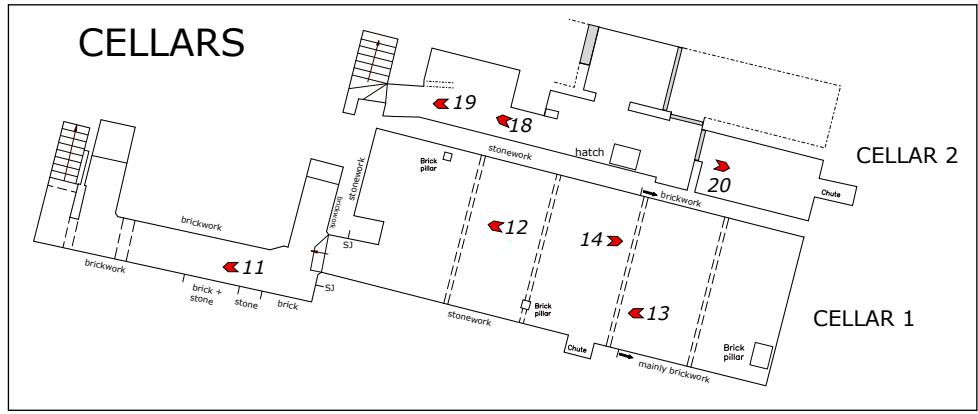 CELLARS
19
18
hatch
stonework
Brick
pillar
stonework
20
CELLAR 2
Chute
brickwork
brickwork
brickwork
SJ
12
14
11
brickwork
brick +
stone
stone
brick
SJ
Brick
pillar
13
stonework
CELLAR 1
Chute
Brick
pillar
mainly brickwork